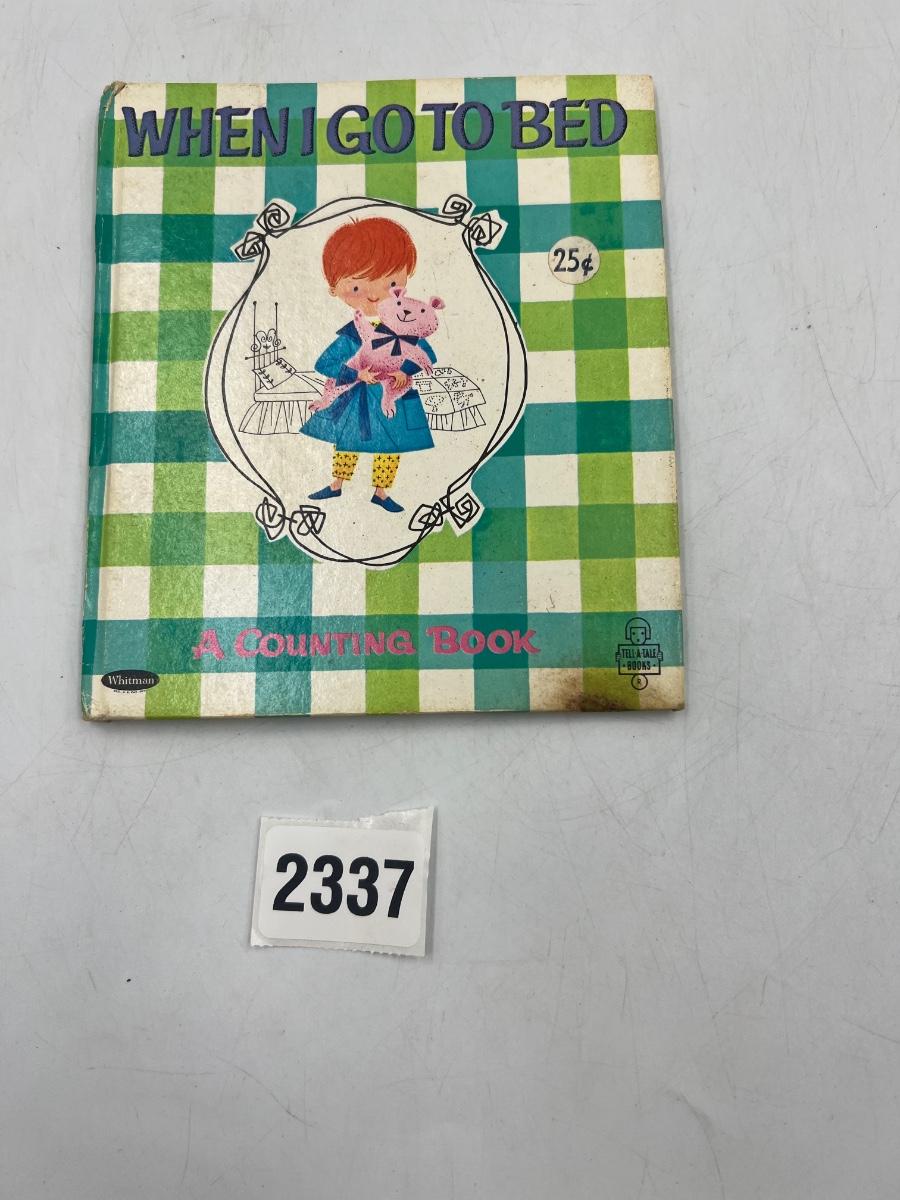 WHEN I GO TO BED
25¢
A COUNTING BOOK
Whitman
TELL-A-TALE
BOOKS
R
2337